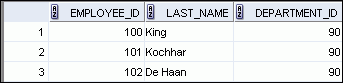 EMPLOYEE_ID LAST_NAME DEPARTMENT_ID
1 100 King 90
2 101 Kochhar 90
3 102 De Haan 90